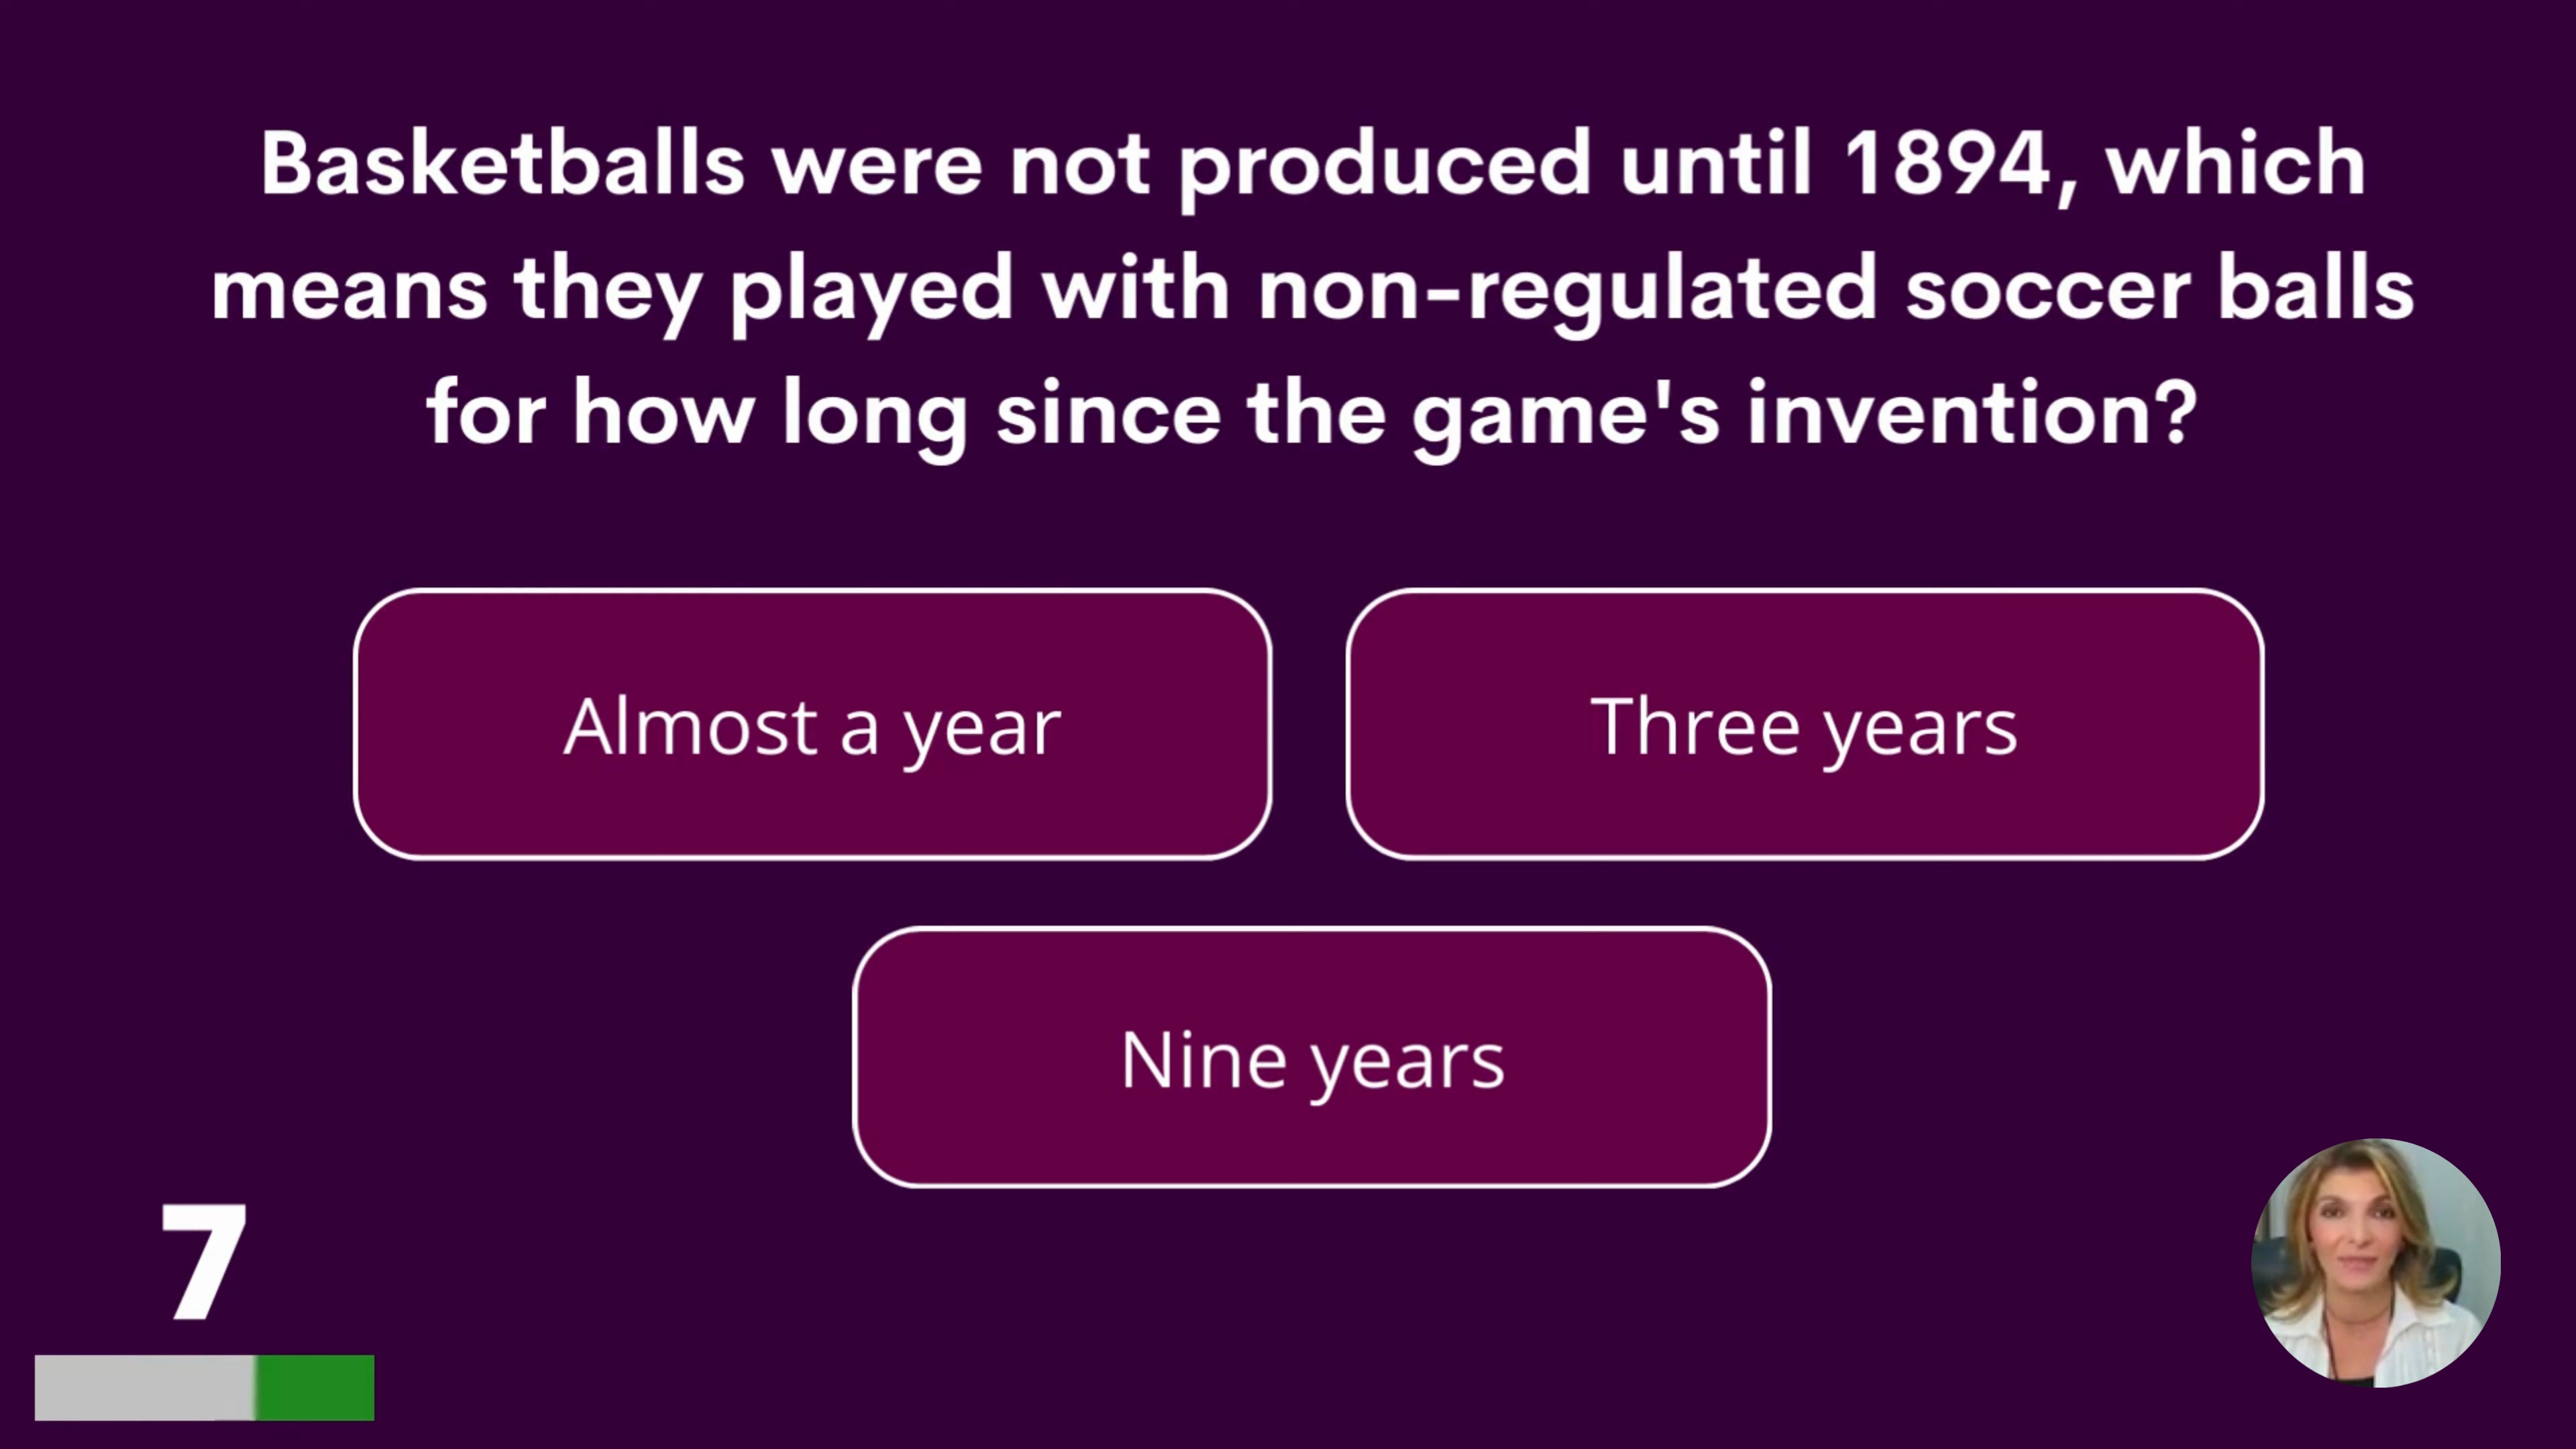 Basketballs were not produced until 1894, which
means they played with non-regulated soccer balls
for how long since the game's invention?
Almost a year
Three years
Nine years
7